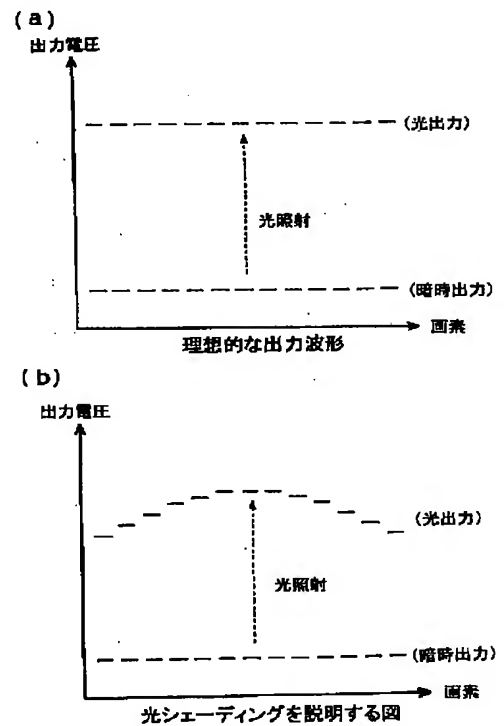 (a)
出力電圧
(光出力)
光照射
(暗時出力)
画素
理想的な出力波形
(b)
出力電圧
(光出力)
光照射
(暗時出力)
画素
光シェーディングを説明する図